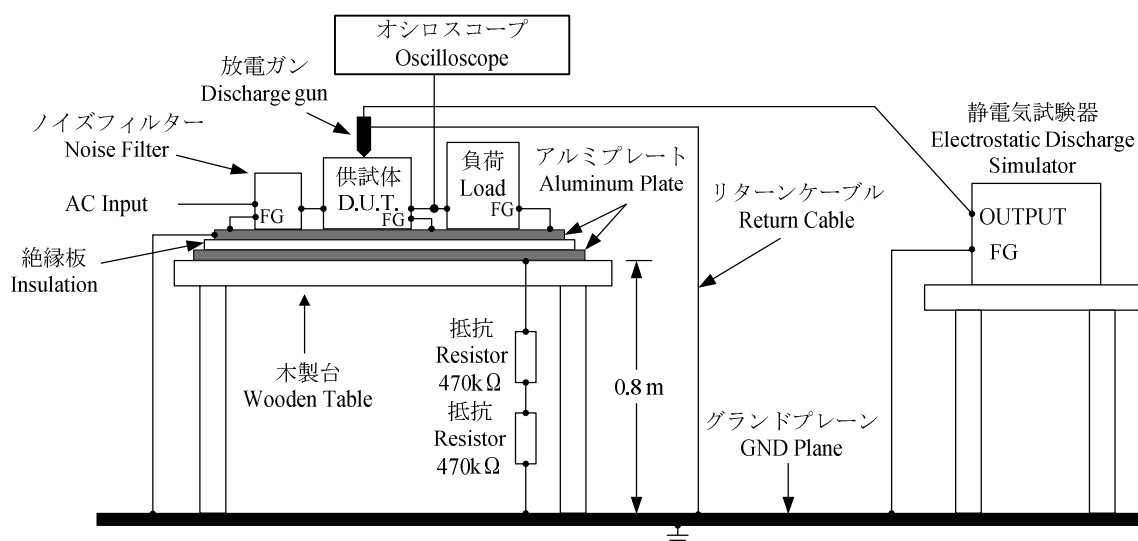 オシロスコープ
Oscilloscope
放電ガン
Discharge gun
ノイズフィルター
Noise Filter
AC Input
FG
供試体
D.U.T.
FG
負荷
Load
FG
アルミプレート
Aluminum Plate
リターンケーブル
Return Cable
静電気試験器
Electrostatic Discharge
Simulator
OUTPUT
FG
絶縁板
Insulation
木製台
Wooden Table
抵抗
Resistor
470kΩ
抵抗
Resistor
470kΩ
0.8 m
グランドプレーン
GND Plane